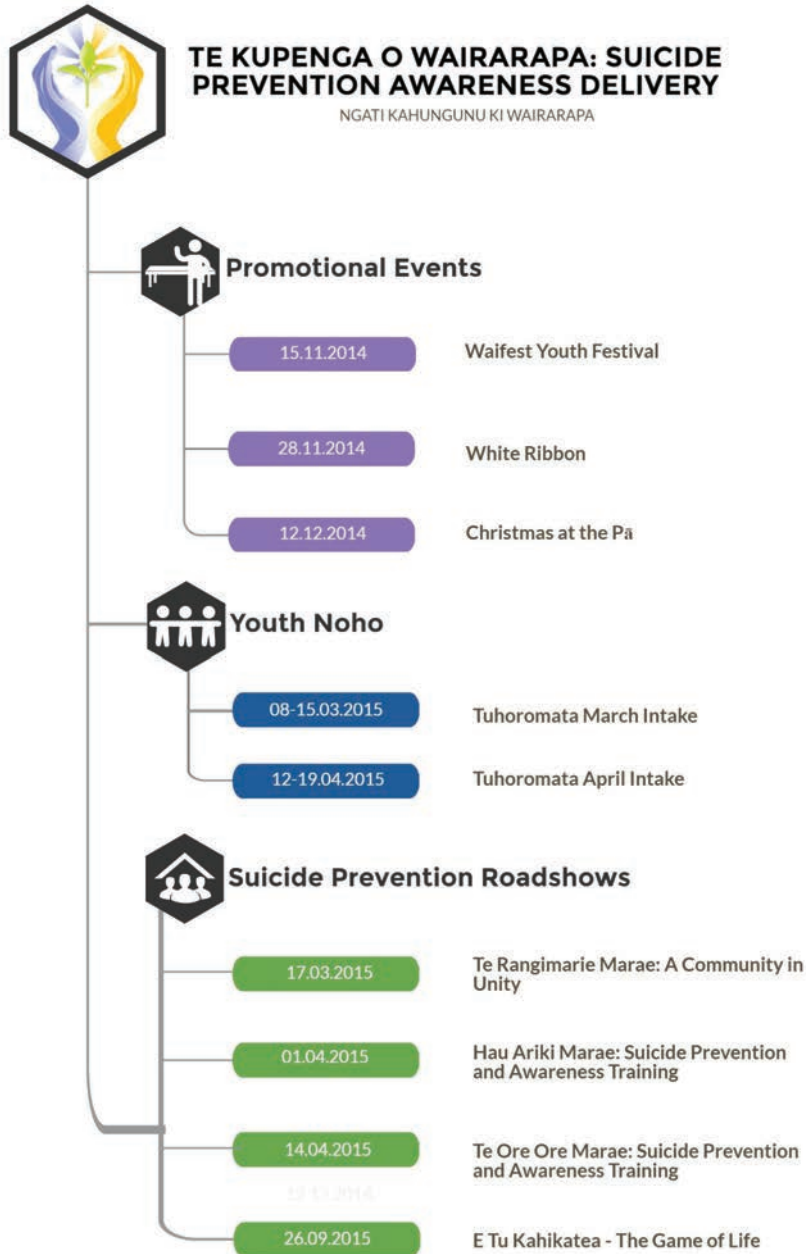 TE KUPENGA O WAIRARAPA: SUICIDE
PREVENTION AWARENESS DELIVERY
NGATI KAHUNGUNU KI WAIRARAPA
Promotional Events
15.11.2014
Waifest Youth Festival
28.11.2014
White Ribbon
12.12.2014
Christmas at the Pā
Youth Noho
08-15.03.2015
Tuhoromata March Intake
12-19.04.2015
Tuhoromata April Intake
Suicide Prevention Roadshows
17.03.2015
Te Rangimarie Marae: A Community in
Unity
01.04.2015
Hau Ariki Marae: Suicide Prevention
and Awareness Training
14.04.2015
Te Ore Ore Marae: Suicide Prevention
and Awareness Training
26.09.2015
E Tu Kahikatea - The Game of Life